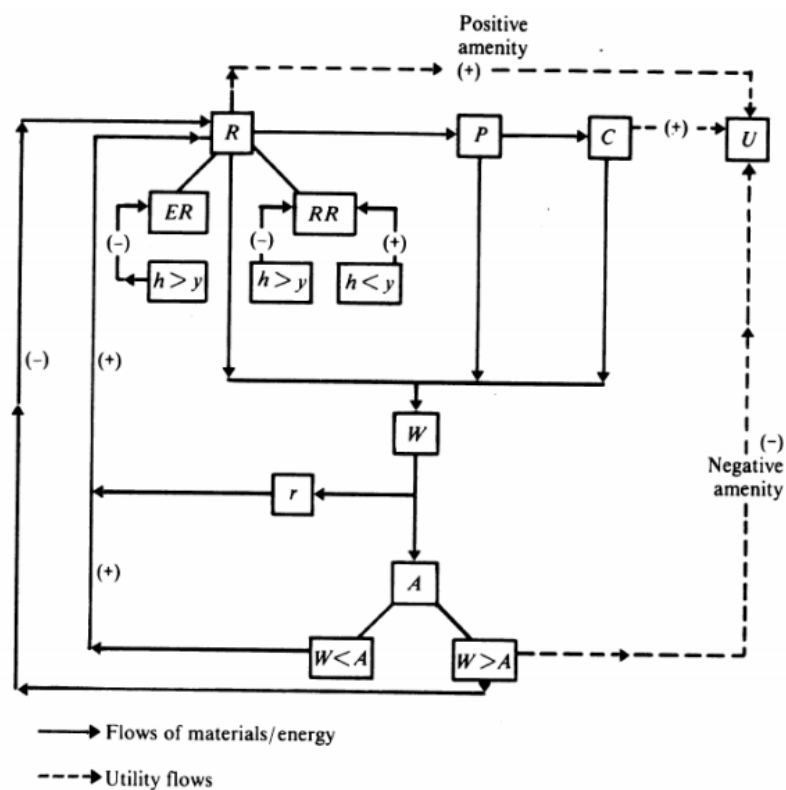 Positive
amenity
(+)
R
P
C
(+)
U
ER
RR
(–)
(–)
(+)
h > y
h > y
h < y
(–)
(+)
W
(–)
Negative
amenity
r
(+)
A
W < A
W > A
Flows of materials/energy
Utility flows